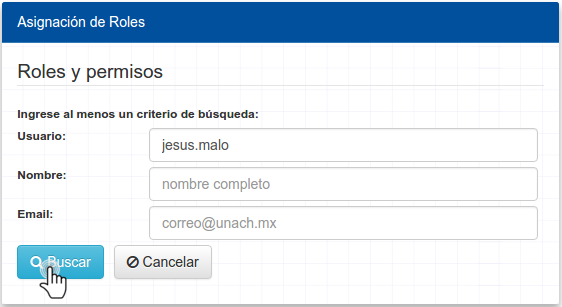 Asignación de Roles
Roles y permisos
Ingrese al menos un criterio de búsqueda:
Usuario: jesus.malo
Nombre: nombre completo
Email: correo@unach.mx
Buscar Cancelar